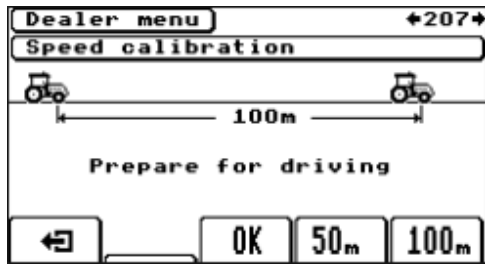 Dealer menu 207
Speed calibration
100m
Prepare for driving
OK 50m 100m